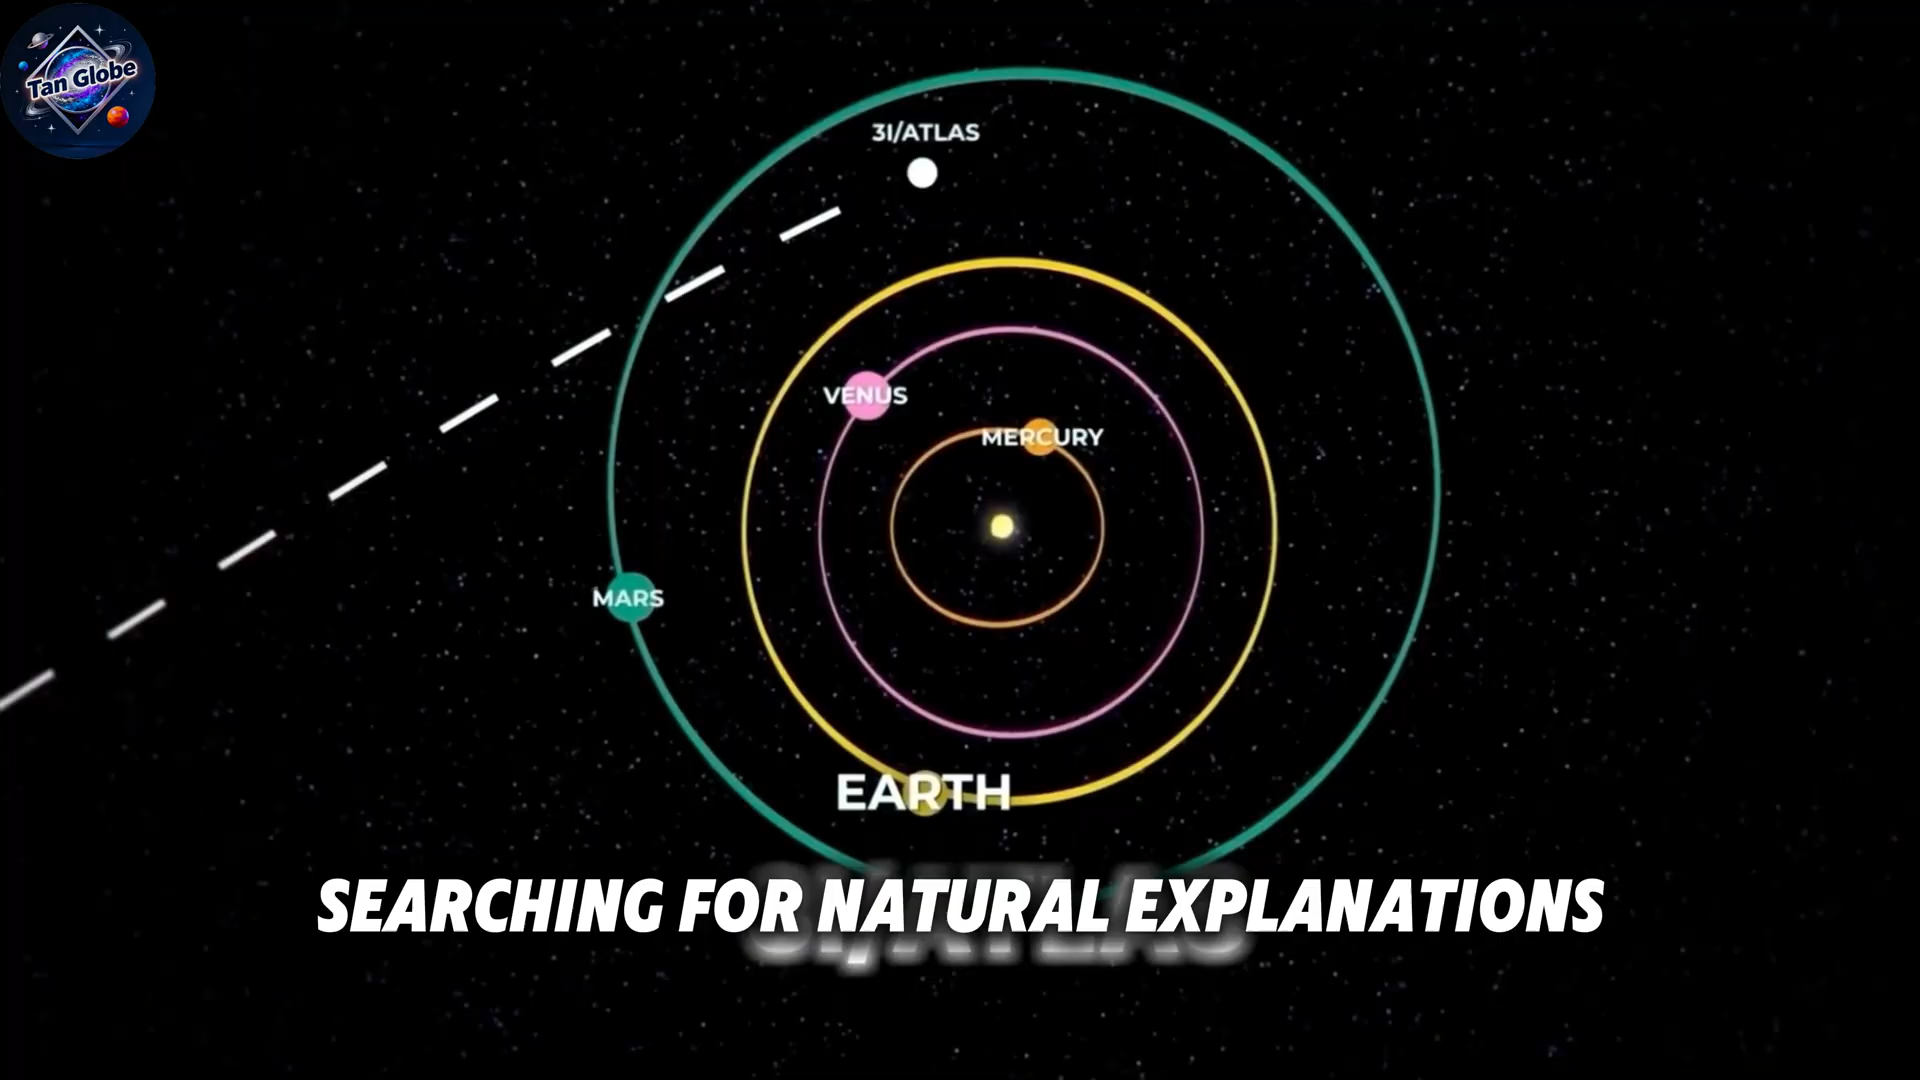 Tan Globe
3I/ATLAS
VENUS
MERCURY
MARS
EARTH
SEARCHING FOR NATURAL EXPLANATIONS